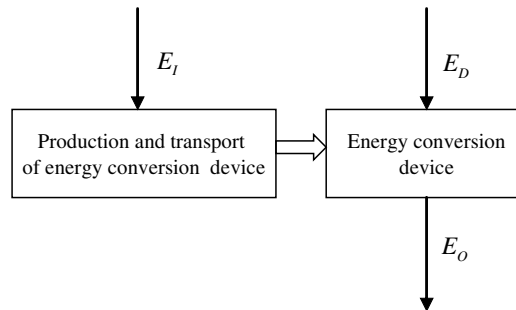 E_I
E_D
Production and transport
of energy conversion device
Energy conversion
device
E_O